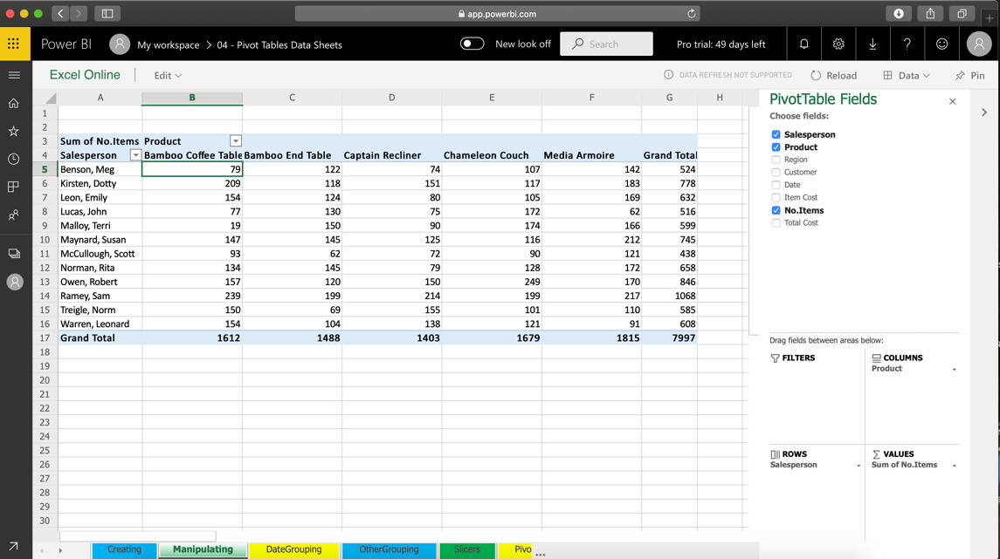 app.powerbi.com
Power BI My workspace > 04 - Pivot Tables Data Sheets New look off Search Pro trial: 49 days left
Excel Online Edit DATA REFRESH NOT SUPPORTED Reload Data Pin
A B C D E F G H
1
2
3 Sum of No.Items Product
4 Salesperson Bamboo Coffee Table Bamboo End Table Captain Recliner Chameleon Couch Media Armoire Grand Total
5 Benson, Meg 79 122 74 107 142 524
6 Kirsten, Dotty 209 118 151 117 183 778
7 Leon, Emily 154 124 80 105 169 632
8 Lucas, John 77 130 75 172 62 516
9 Malloy, Terri 19 150 90 174 166 599
10 Maynard, Susan 147 145 125 116 212 745
11 McCullough, Scott 93 62 72 90 121 438
12 Norman, Rita 134 145 79 128 172 658
13 Owen, Robert 157 120 150 249 170 846
14 Ramey, Sam 239 199 214 199 217 1068
15 Treigle, Norm 150 69 155 101 110 585
16 Warren, Leonard 154 104 138 121 91 608
17 Grand Total 1612 1488 1403 1679 1815 7997
18
19
20
21
22
23
24
25
26
27
28
29
30
Creating Manipulating DateGrouping OtherGrouping Slicers Pivo ...
PivotTable Fields
Choose fields:
Salesperson
Product
Region
Customer
Date
Item Cost
No.Items
Total Cost
Drag fields between areas below:
FILTERS COLUMNS
Product
ROWS VALUES
Salesperson Sum of No.Items